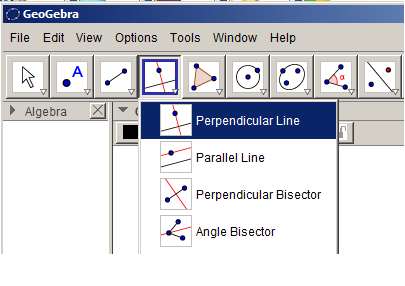 GeoGebra
File Edit View Options Tools Window Help
A α
Algebra
Perpendicular Line
Parallel Line
Perpendicular Bisector
Angle Bisector